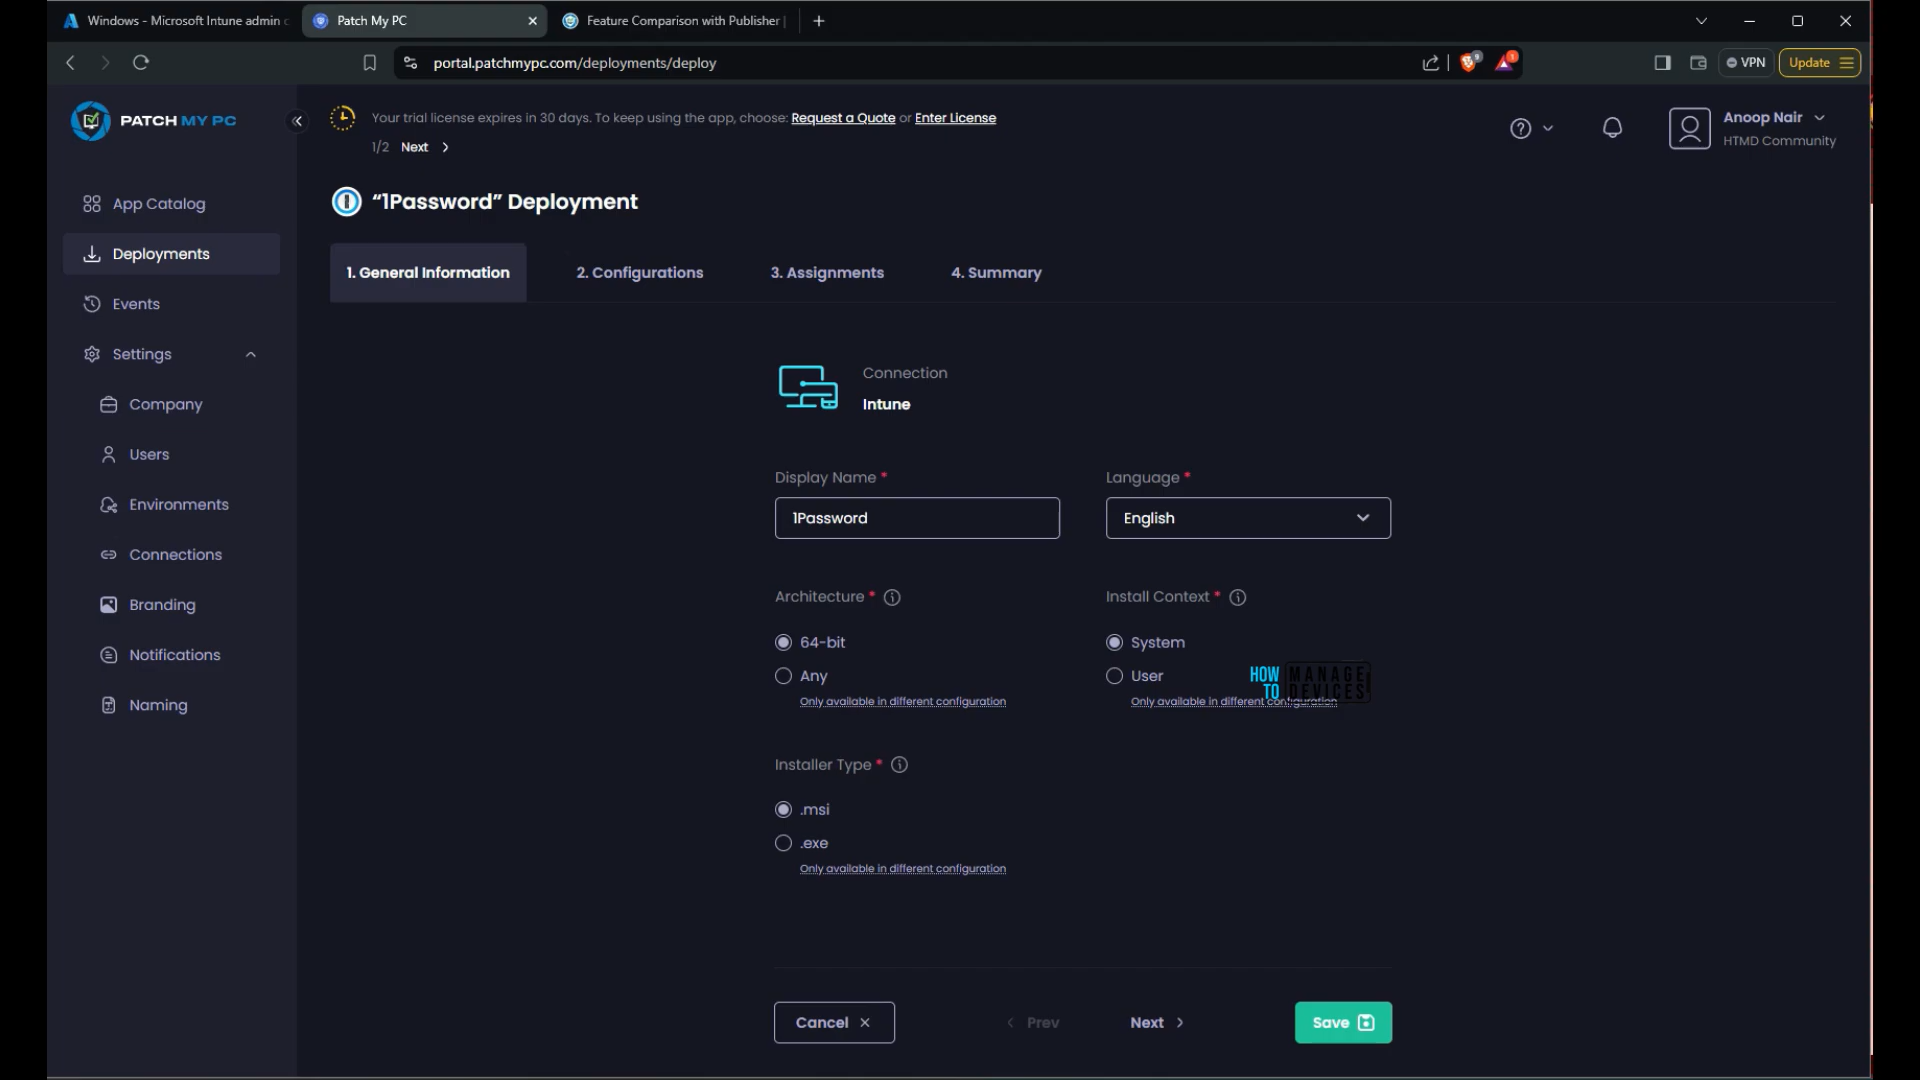 Windows - Microsoft Intune admin c
Patch My PC
Feature Comparison with Publisher |
portal.patchmypc.com/deployments/deploy
9
1
VPN
Update
PATCH MY PC
Your trial license expires in 30 days. To keep using the app, choose: Request a Quote or Enter License
1/2 Next
Anoop Nair
HTMD Community
App Catalog
Deployments
Events
Settings
Company
Users
Environments
Connections
Branding
Notifications
Naming
“1Password” Deployment
1. General Information
2. Configurations
3. Assignments
4. Summary
Connection
Intune
Display Name *
1Password
Language *
English
Architecture *
64-bit
Any
Only available in different configuration
Install Context *
System
User
Only available in different configuration
HOW TO MANAGE DEVICES
Installer Type *
.msi
.exe
Only available in different configuration
Cancel
Prev
Next
Save